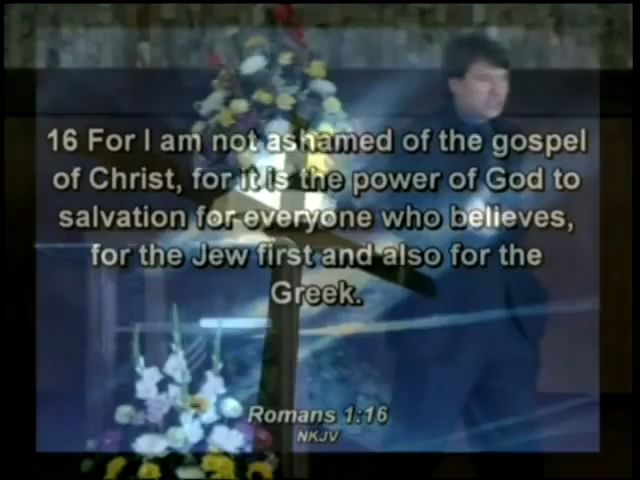 16 For I am not ashamed of the gospel
of Christ, for it is the power of God to
salvation for everyone who believes,
for the Jew first and also for the
Greek.
Romans 1:16
NKJV